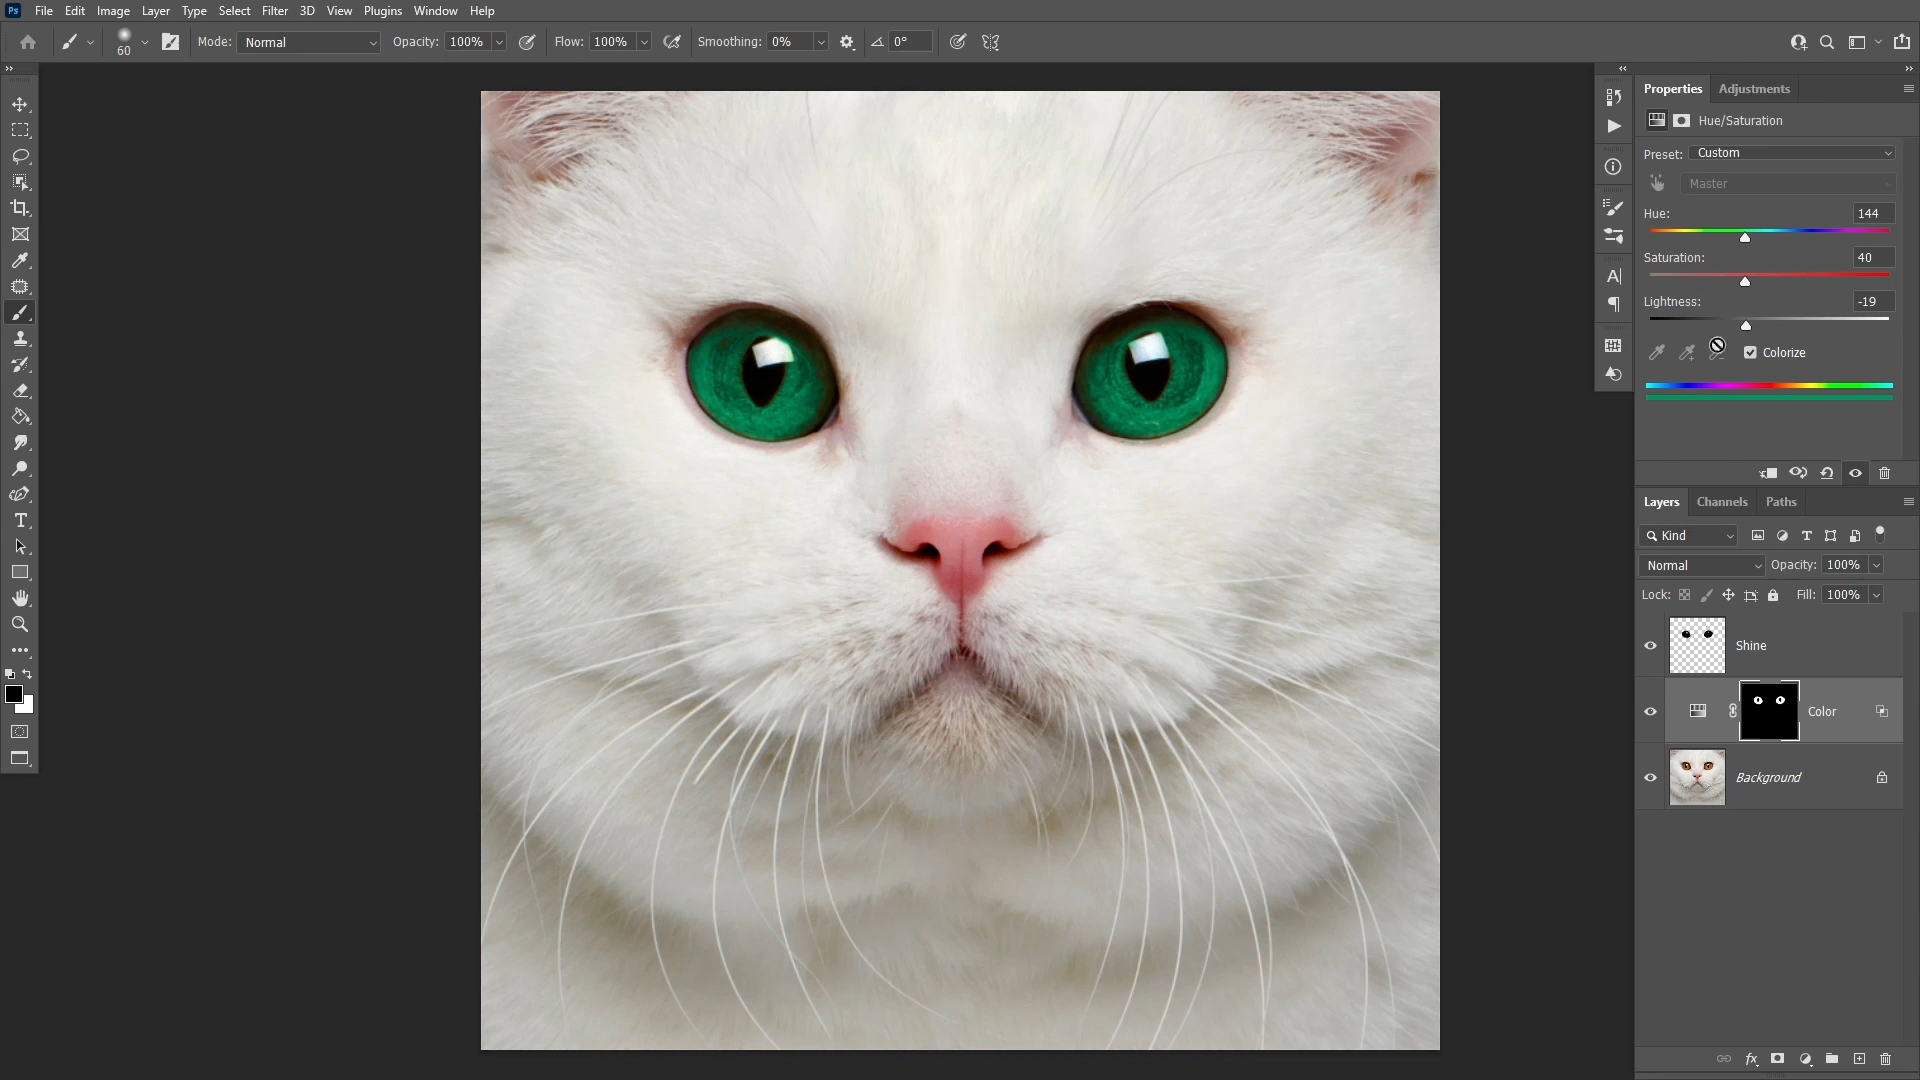 Ps File Edit Image Layer Type Select Filter 3D View Plugins Window Help
60 Mode: Normal Opacity: 100% Flow: 100% Smoothing: 0% 0°
Properties Adjustments
Hue/Saturation
Preset: Custom
Master
Hue: 144
Saturation: 40
Lightness: -19
Colorize
Layers Channels Paths
Kind
Normal Opacity: 100%
Lock: Fill: 100%
Shine
Color
Background
fx